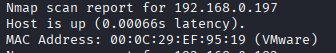 Nmap scan report for 192.168.0.197
Host is up (0.00066s latency).
MAC Address: 00:0C:29:EF:95:19 (VMware)